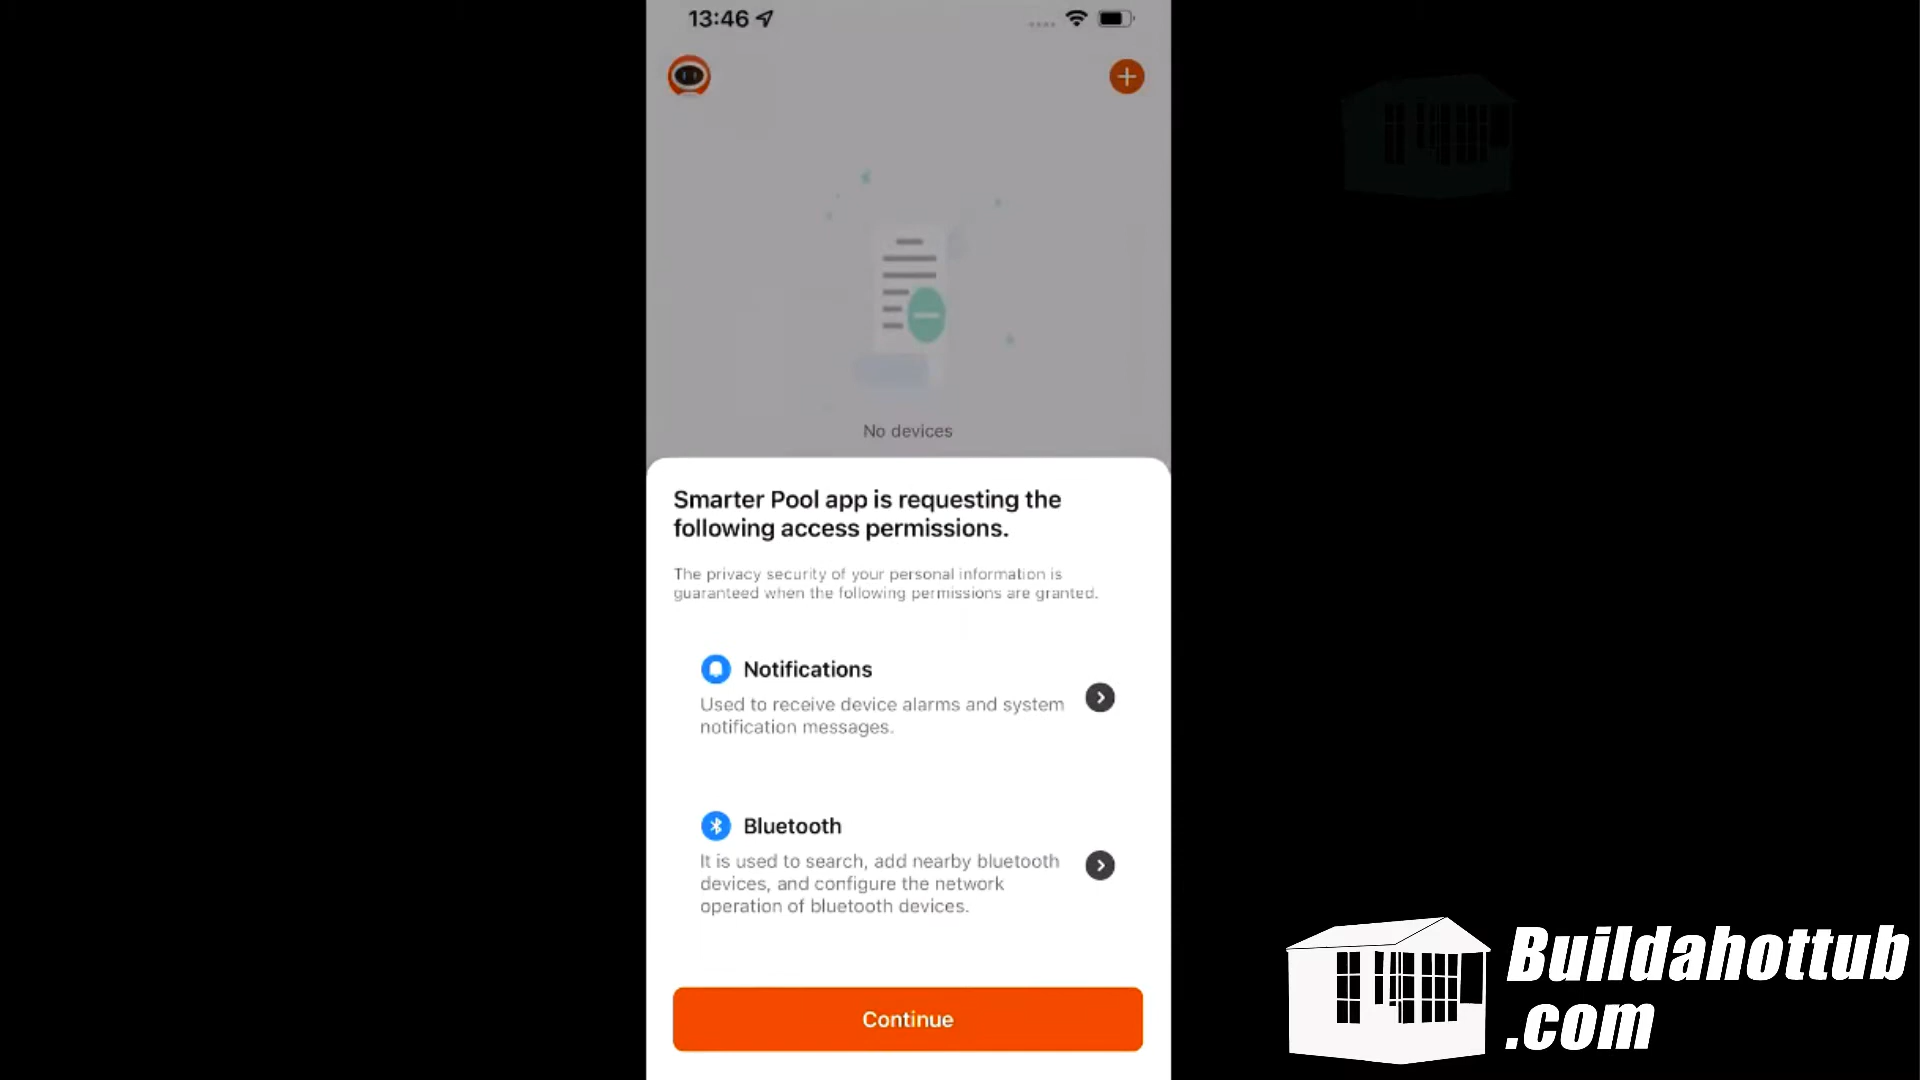 13:46
No devices
Smarter Pool app is requesting the
following access permissions.
The privacy security of your personal information is
guaranteed when the following permissions are granted.
Notifications
Used to receive device alarms and system
notification messages.
Bluetooth
It is used to search, add nearby bluetooth
devices, and configure the network
operation of bluetooth devices.
Continue
Buildahottub
.com